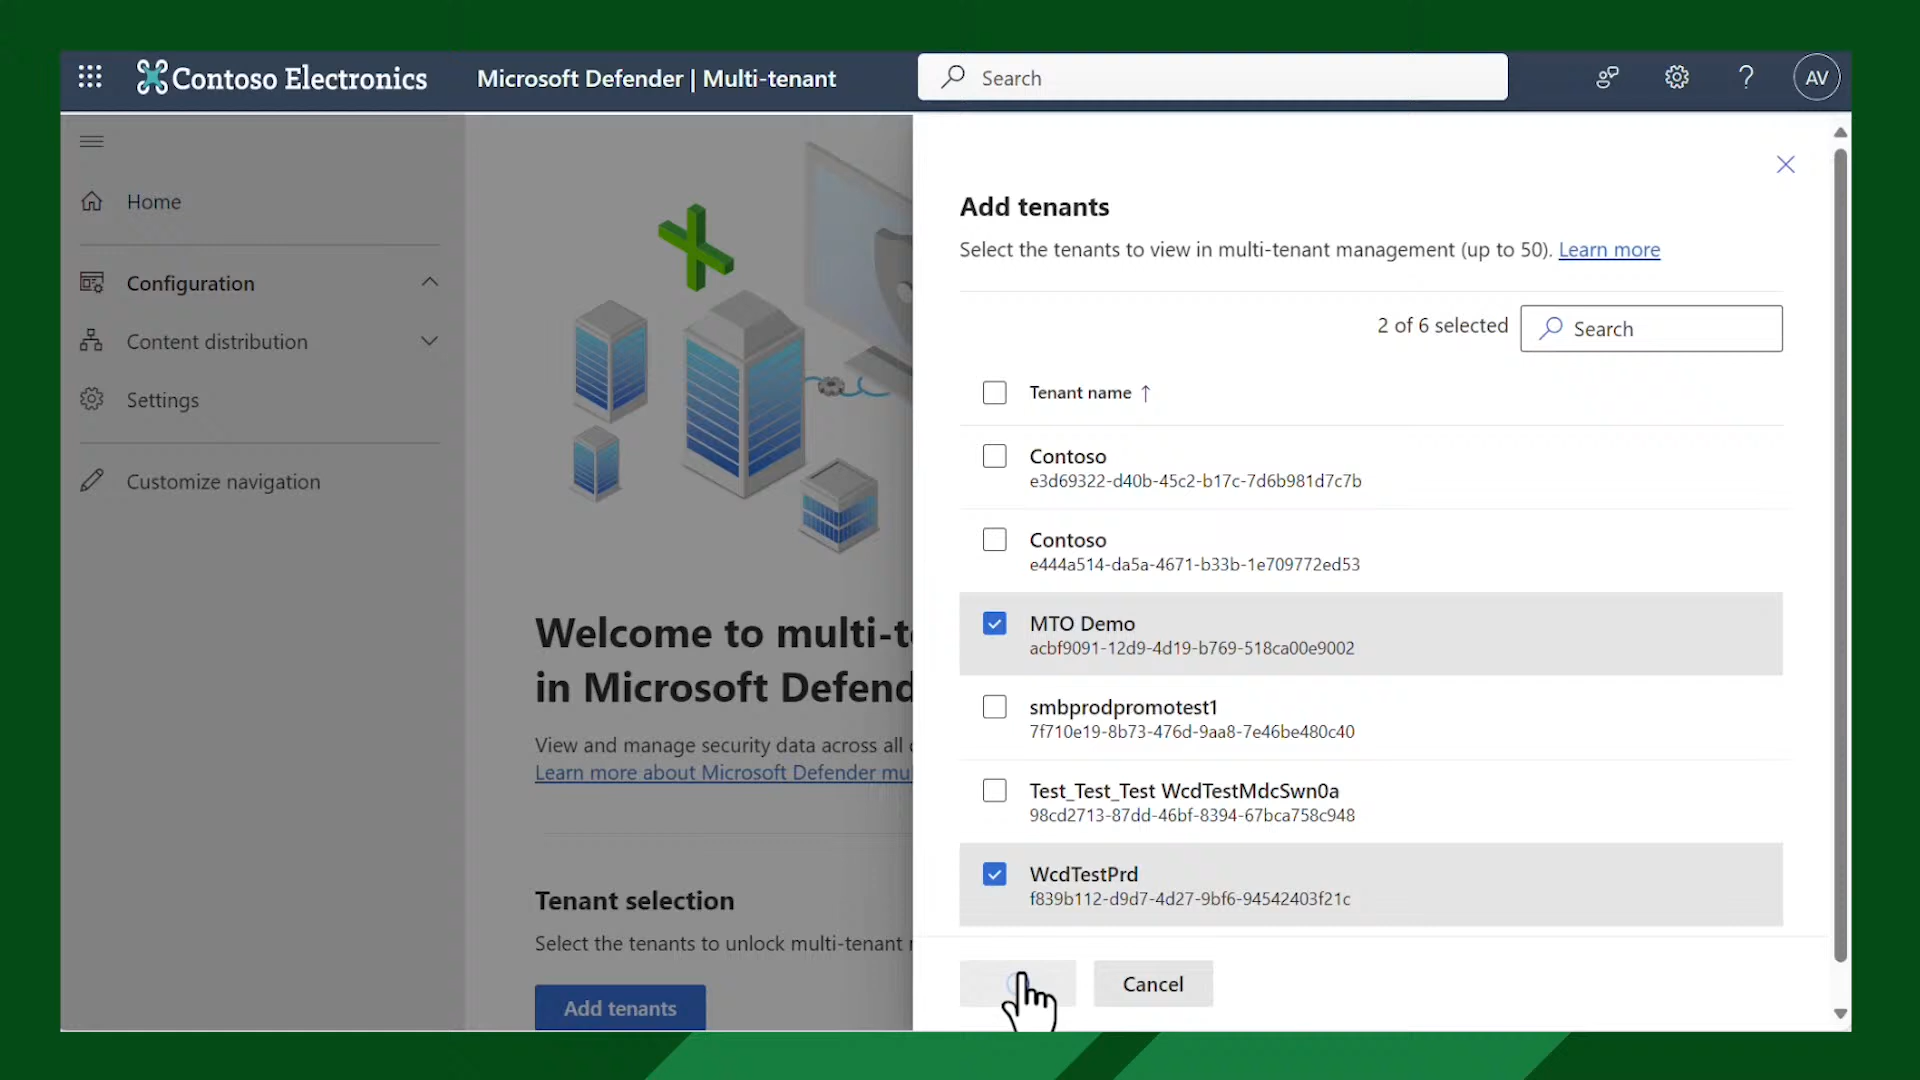 Contoso Electronics
Microsoft Defender | Multi-tenant
Search
AV
Home
Configuration
Content distribution
Settings
Customize navigation
Welcome to multi-t
in Microsoft Defend
View and manage security data across all
Learn more about Microsoft Defender mu
Tenant selection
Select the tenants to unlock multi-tenant
Add tenants
Add tenants
Select the tenants to view in multi-tenant management (up to 50). Learn more
2 of 6 selected
Search
Tenant name ↑
Contoso
e3d69322-d40b-45c2-b17c-7d6b981d7c7b
Contoso
e444a514-da5a-4671-b33b-1e709772ed53
MTO Demo
acbf9091-12d9-4d19-b769-518ca00e9002
smbprodpromotest1
7f710e19-8b73-476d-9aa8-7e46be480c40
Test_Test_Test WcdTestMdcSwn0a
98cd2713-87dd-46bf-8394-67bca758c948
WcdTestPrd
f839b112-d9d7-4d27-9bf6-94542403f21c
Cancel